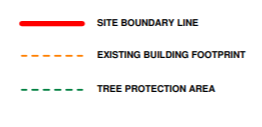 SITE BOUNDARY LINE
EXISTING BUILDING FOOTPRINT
TREE PROTECTION AREA